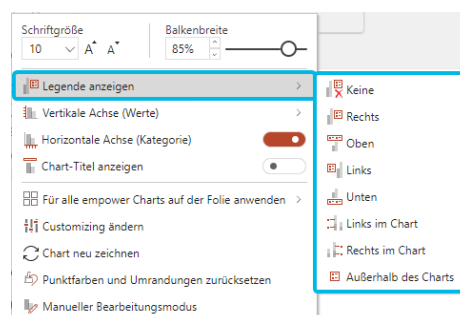 Schriftgröße
Balkenbreite
10
A
A
85%
Legende anzeigen
Vertikale Achse (Werte)
Horizontale Achse (Kategorie)
Chart-Titel anzeigen
Für alle empower Charts auf der Folie anwenden
Customizing ändern
Chart neu zeichnen
Punktfarben und Umrandungen zurücksetzen
Manueller Bearbeitungsmodus
Keine
Rechts
Oben
Links
Unten
Links im Chart
Rechts im Chart
Außerhalb des Charts